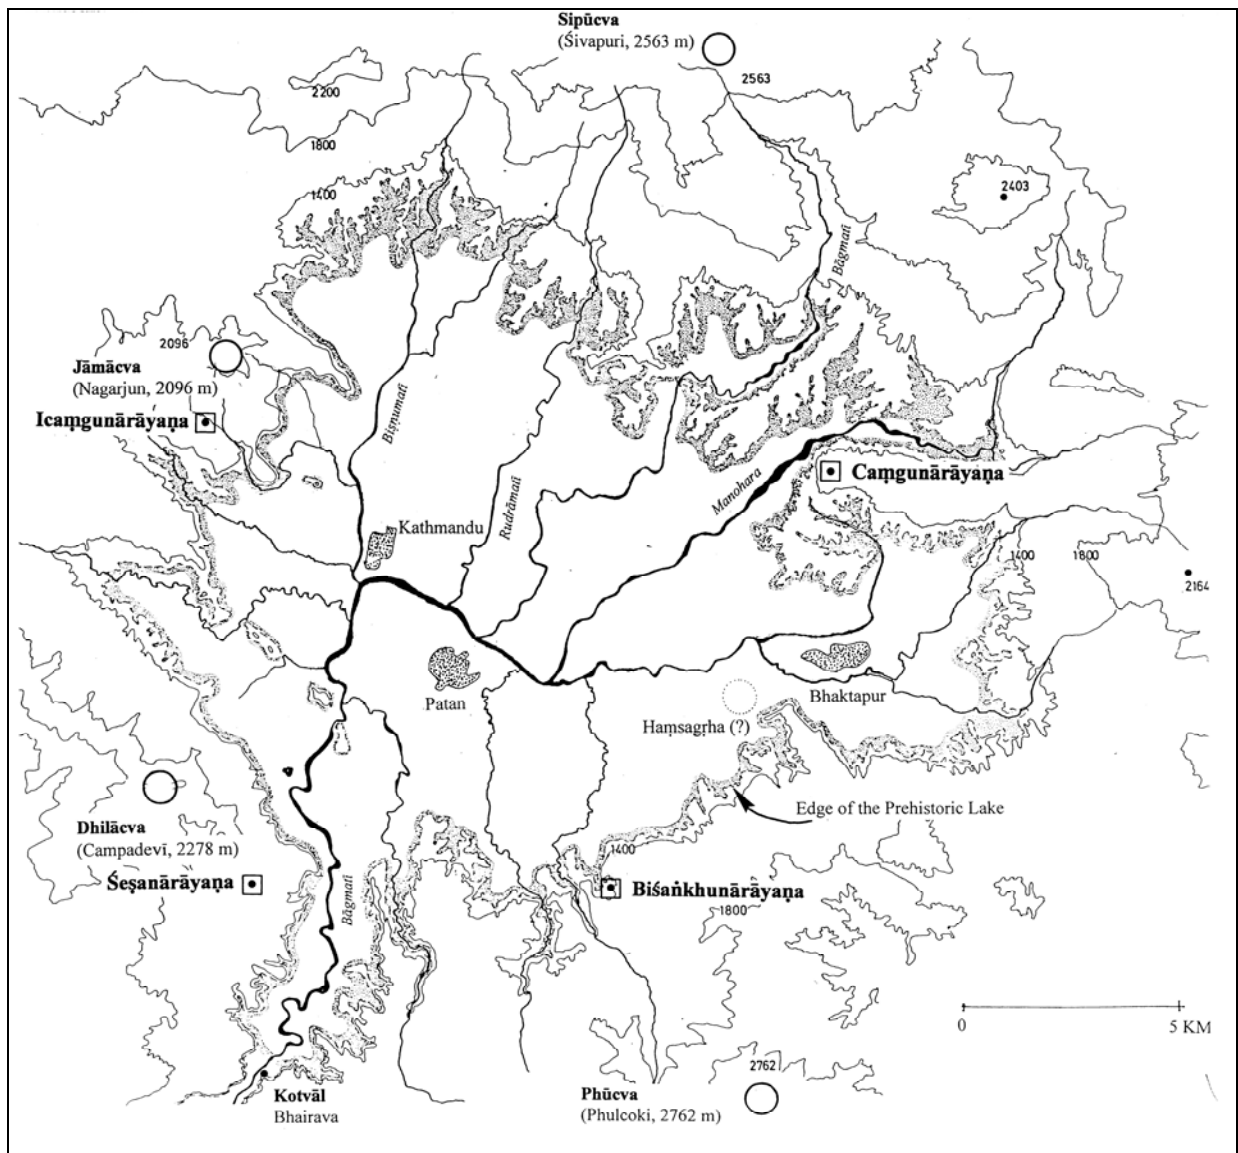 Sipūcva
(Śivapuri, 2563 m)
2563
2200
1800
1400
2403
Bāgmatī
2096
Jāmācva
(Nagarjun, 2096 m)
Icaṃgunārāyaṇa
Biṣṇumatī
Rudrāmatī
Manohara
Caṃgunārāyaṇa
Kathmandu
1400
1800
2164
Patan
Bhaktapur
Haṃsagṛha (?)
Edge of the Prehistoric Lake
Dhilācva
(Campadevī, 2278 m)
Śeṣanārāyaṇa
Bāgmatī
1400
Biśaṅkhunārāyaṇa
1800
0
5 KM
Kotvāl
Bhairava
2762
Phūcva
(Phulcoki, 2762 m)